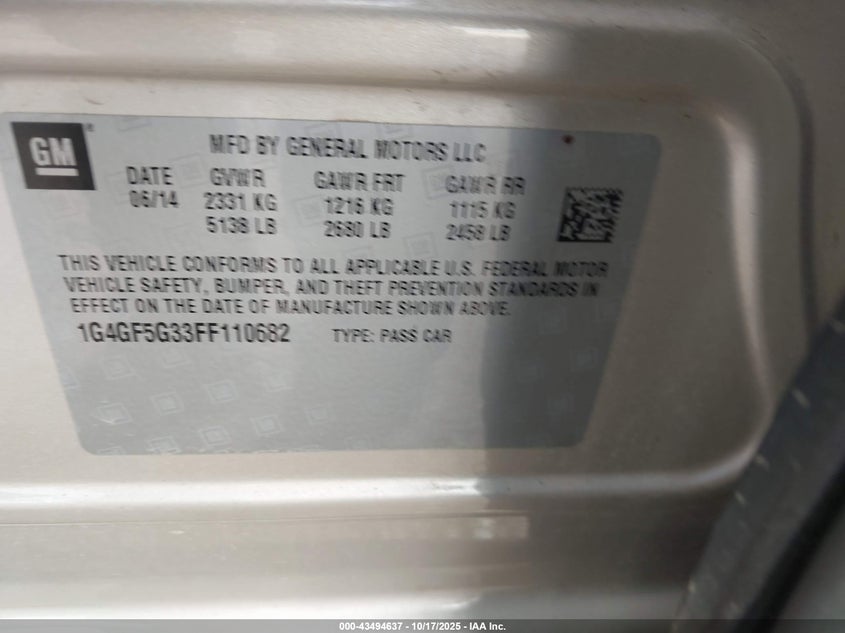 GM®
MFD BY GENERAL MOTORS LLC
DATE GVWR GAWR FRT GAWR RR
06/14 2331 KG 1216 KG 1115 KG
5138 LB 2680 LB 2458 LB
THIS VEHICLE CONFORMS TO ALL APPLICABLE U.S. FEDERAL MOTOR
VEHICLE SAFETY, BUMPER, AND THEFT PREVENTION STANDARDS IN
EFFECT ON THE DATE OF MANUFACTURE SHOWN ABOVE.
1G4GF5G33FF110682 TYPE: PASS CAR
000-43494637 - 10/17/2025 - IAA Inc.